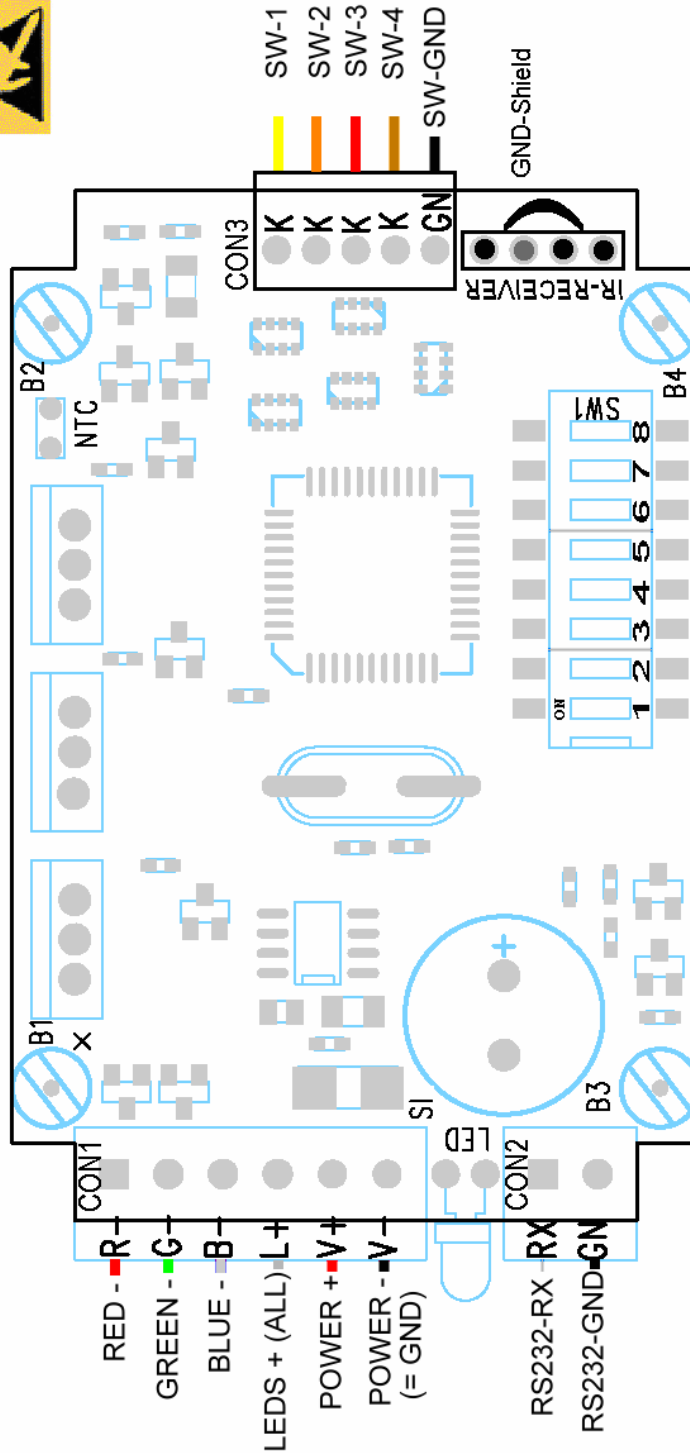 SW-1
SW-2
SW-3
SW-4
SW-GND
GND-Shield
CON3
K
K
K
K
GN
IR-RECEIVER
B2
NTC
B4
SW1
8
7
6
5
4
3
2
1
ON
B1
X
+
SI
B3
LED
CON1
CON2
R-
G-
B-
L+
V+
V-
RX
GN
RED -
GREEN -
BLUE -
LEDS + (ALL)
POWER +
POWER -
(= GND)
RS232-RX
RS232-GND